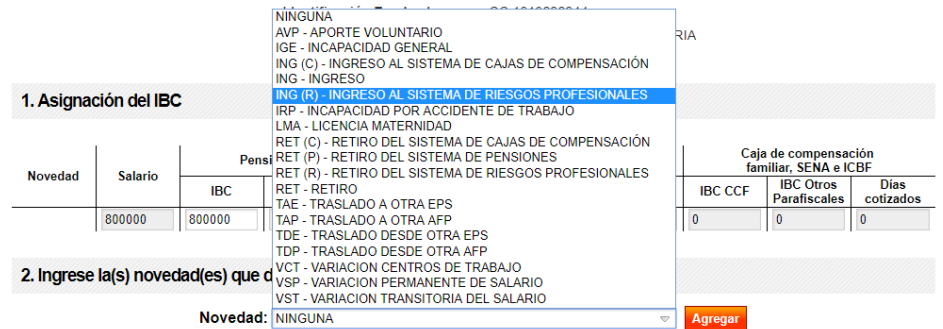 NINGUNA
AVP - APORTE VOLUNTARIO
RIA
IGE - INCAPACIDAD GENERAL
ING (C) - INGRESO AL SISTEMA DE CAJAS DE COMPENSACIÓN
ING - INGRESO
1. Asignación del IBC
ING (R) - INGRESO AL SISTEMA DE RIESGOS PROFESIONALES
IRP - INCAPACIDAD POR ACCIDENTE DE TRABAJO
LMA - LICENCIA MATERNIDAD
RET (C) - RETIRO DEL SISTEMA DE CAJAS DE COMPENSACIÓN
RET (P) - RETIRO DEL SISTEMA DE PENSIONES
RET (R) - RETIRO DEL SISTEMA DE RIESGOS PROFESIONALES
RET - RETIRO
TAE - TRASLADO A OTRA EPS
TAP - TRASLADO A OTRA AFP
TDE - TRASLADO DESDE OTRA EPS
TDP - TRASLADO DESDE OTRA AFP
VCT - VARIACION CENTROS DE TRABAJO
VSP - VARIACION PERMANENTE DE SALARIO
VST - VARIACION TRANSITORIA DEL SALARIO
Novedad Salario Pensi Caja de compensación
familiar, SENA e ICBF
IBC IBC CCF IBC Otros
Parafiscales Días
cotizados
800000 800000 0 0 0
2. Ingrese la(s) novedad(es) que d
Novedad: NINGUNA Agregar